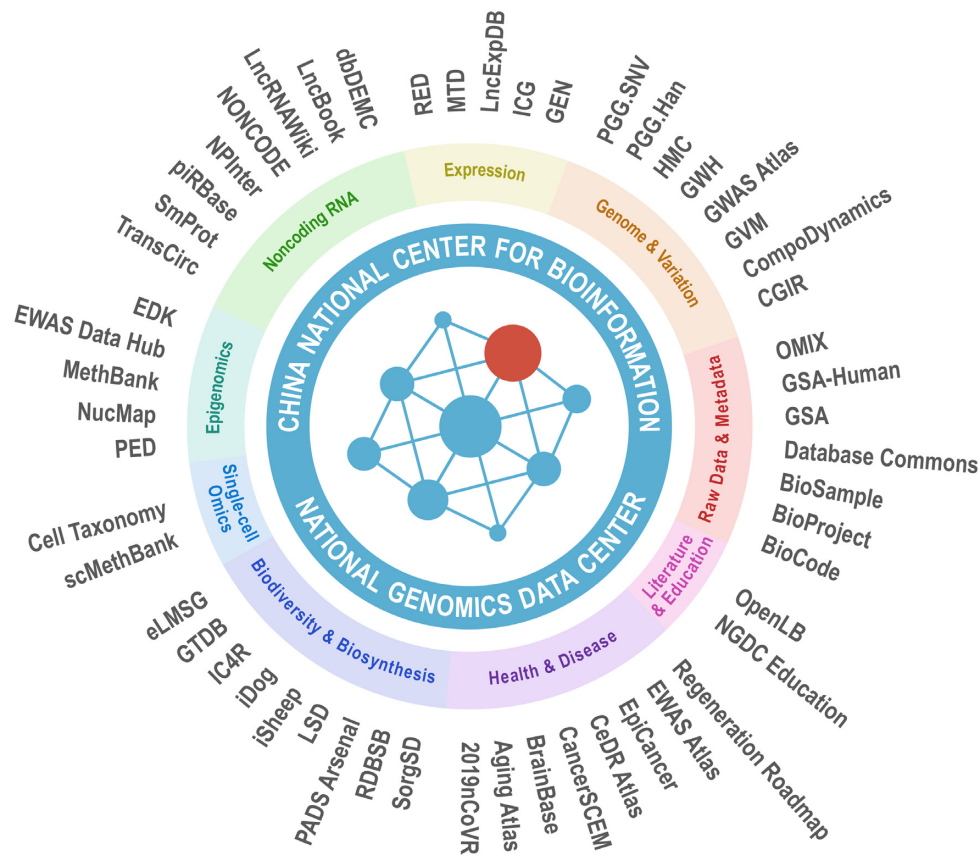 CHINA NATIONAL CENTER FOR BIOINFORMATION
NATIONAL GENOMICS DATA CENTER
Expression
RED
MTD
LncExpDB
ICG
GEN
Genome & Variation
PGG.SNV
PGG.Han
HMC
GWH
GWAS Atlas
GVM
CompoDynamics
CGIR
Raw Data & Metadata
OMIX
GSA-Human
GSA
Database Commons
BioSample
BioProject
BioCode
Literature
& Education
OpenLB
NGDC Education
Health & Disease
Regeneration Roadmap
EWAS Atlas
EpiCancer
CeDR Atlas
CancerSCEM
BrainBase
Aging Atlas
2019nCoVR
Biodiversity & Biosynthesis
SorgSD
RDBSB
PADS Arsenal
LSD
iSheep
iDog
IC4R
GTDB
eLMSG
Single-cell
Omics
scMethBank
Cell Taxonomy
Epigenomics
PED
NucMap
MethBank
EWAS Data Hub
EDK
Noncoding RNA
TransCirc
SmProt
piRBase
NPInter
NONCODE
LncRNAWiki
LncBook
dbDEMC